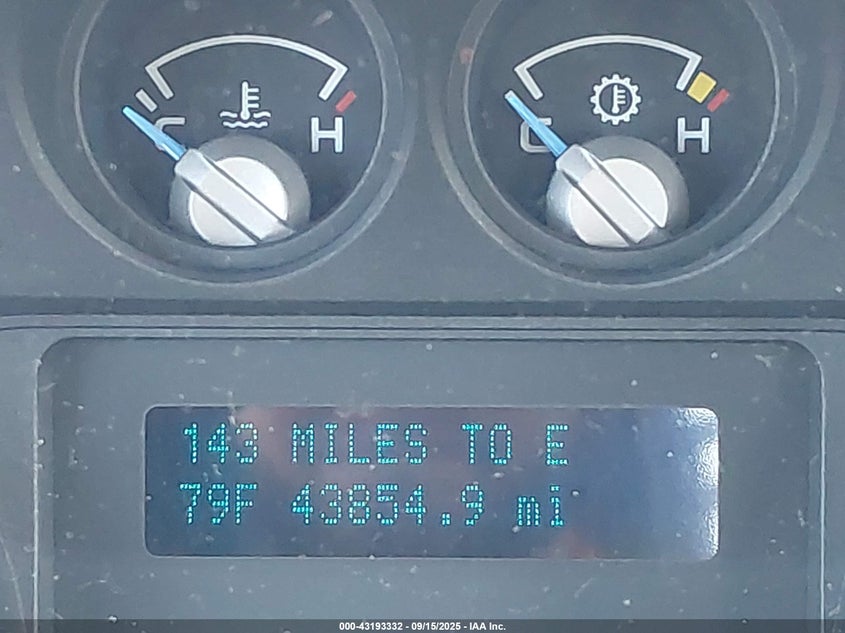 C H C H
143 MILES TO E
79F 43854.9 mi
000-43193332 - 09/15/2025 - IAA Inc.